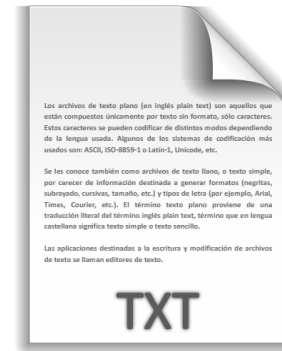 Los archivos de texto plano (en inglés plain text) son aquellos que
están compuestos únicamente por texto sin formato, sólo caracteres.
Estos caracteres se pueden codificar de distintos modos dependiendo
de la lengua usada. Algunos de los sistemas de codificación más
usados son: ASCII, ISO-8859-1 o Latín-1, Unicode, etc.
Se les conoce también como archivos de texto llano, o texto simple,
por carecer de información destinada a generar formatos (negritas,
subrayado, cursivas, tamaño, etc.) y tipos de letra (por ejemplo, Arial,
Times, Courier, etc.). El término texto plano proviene de una
traducción literal del término inglés plain text, término que en lengua
castellana significa texto simple o texto sencillo.
Las aplicaciones destinadas a la escritura y modificación de archivos
de texto se llaman editores de texto.
TXT